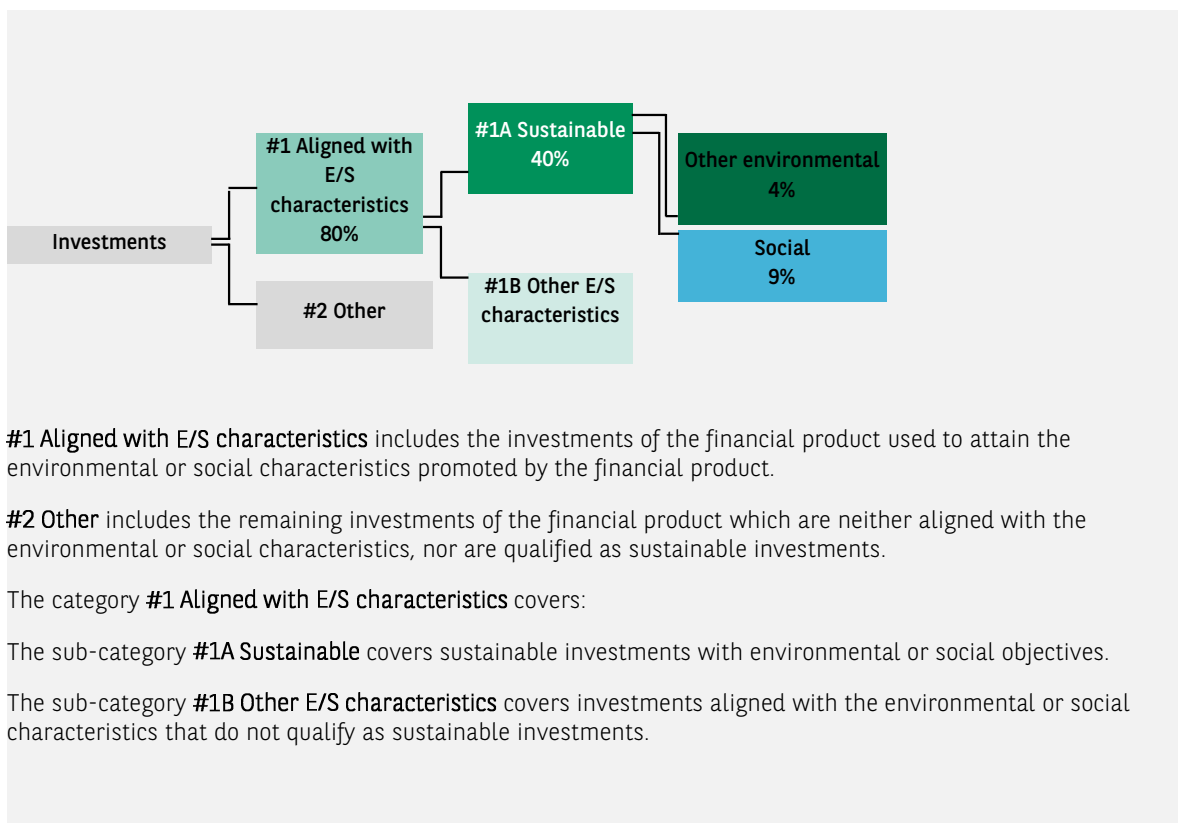 #1 Aligned with
E/S
characteristics
80%
#1A Sustainable
40%
Other environmental
4%
Investments
Social
9%
#2 Other
#1B Other E/S
characteristics
#1 Aligned with E/S characteristics includes the investments of the financial product used to attain the
environmental or social characteristics promoted by the financial product.
#2 Other includes the remaining investments of the financial product which are neither aligned with the
environmental or social characteristics, nor are qualified as sustainable investments.
The category #1 Aligned with E/S characteristics covers:
The sub-category #1A Sustainable covers sustainable investments with environmental or social objectives.
The sub-category #1B Other E/S characteristics covers investments aligned with the environmental or social
characteristics that do not qualify as sustainable investments.